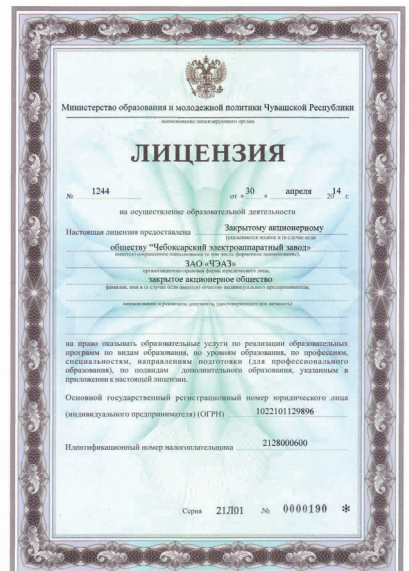 Министерство образования и молодежной политики Чувашской Республики
наименование лицензирующего органа
ЛИЦЕНЗИЯ
№ 1244 от « 30 » апреля 20 14 г.
на осуществление образовательной деятельности
Настоящая лицензия предоставлена Закрытому акционерному
(указываются полное и (в случае если
обществу "Чебоксарский электроаппаратный завод»
имеется) сокращенное наименование (в том числе фирменное наименование),
ЗАО «ЧЭАЗ»
организационно-правовая форма юридического лица,
закрытое акционерное общество
фамилия, имя и (в случае если имеется) отчество индивидуального предпринимателя,
наименование и реквизиты документа, удостоверяющего его личность)
на право оказывать образовательные услуги по реализации образовательных
программ по видам образования, по уровням образования, по профессиям,
специальностям, направлениям подготовки (для профессионального
образования), по подвидам дополнительного образования, указанным в
приложении к настоящей лицензии.
Основной государственный регистрационный номер юридического лица
(индивидуального предпринимателя) (ОГРН) 1022101129896
Идентификационный номер налогоплательщика 2128000600
Серия 21Л01 № 0000190 *